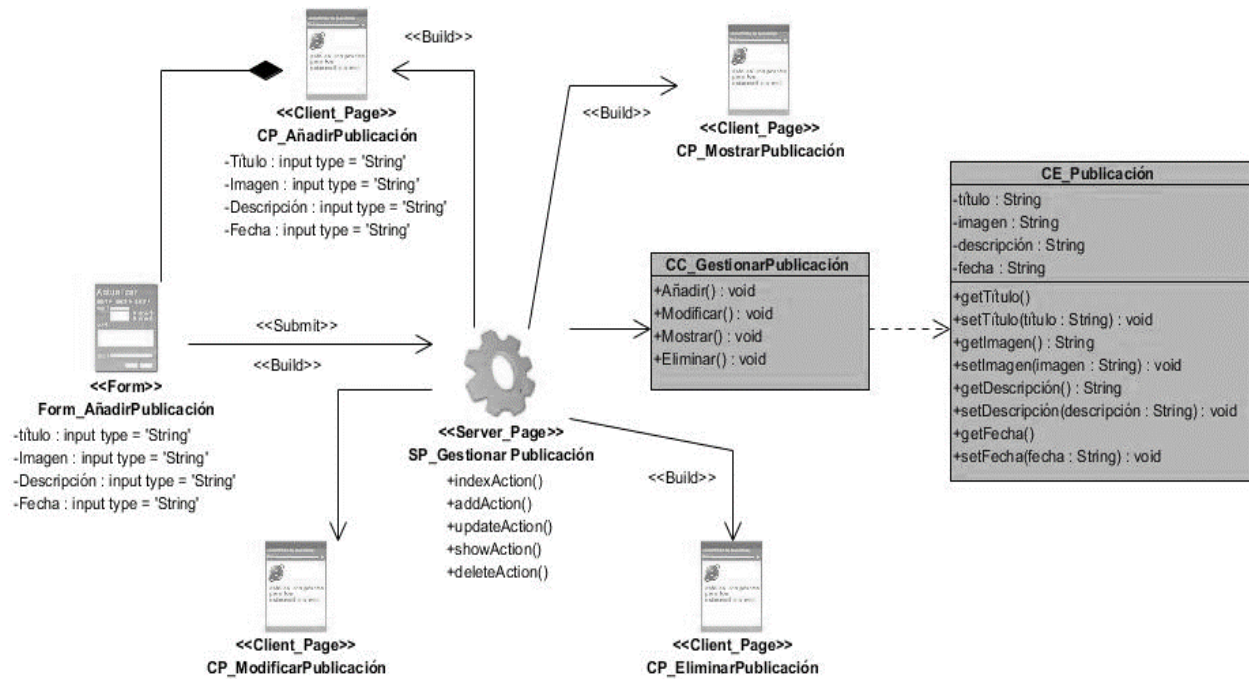 <<Build>>
<<Client_Page>>
CP_AñadirPublicación
-Título : input type = 'String'
-Imagen : input type = 'String'
-Descripción : input type = 'String'
-Fecha : input type = 'String'
<<Build>>
<<Client_Page>>
CP_MostrarPublicación
CE_Publicación
-título : String
-imagen : String
-descripción : String
-fecha : String
+getTítulo()
+setTítulo(título : String) : void
+getImagen() : String
+setImagen(imagen : String) : void
+getDescripción() : String
+setDescripción(descripción : String) : void
+getFecha()
+setFecha(fecha : String) : void
CC_GestionarPublicación
+Añadir() : void
+Modificar() : void
+Mostrar() : void
+Eliminar() : void
<<Submit>>
<<Build>>
<<Form>>
Form_AñadirPublicación
-título : input type = 'String'
-Imagen : input type = 'String'
-Descripción : input type = 'String'
-Fecha : input type = 'String'
<<Server_Page>>
SP_Gestionar Publicación
+indexAction()
+addAction()
+updateAction()
+showAction()
+deleteAction()
<<Build>>
<<Client_Page>>
CP_ModificarPublicación
<<Client_Page>>
CP_EliminarPublicación